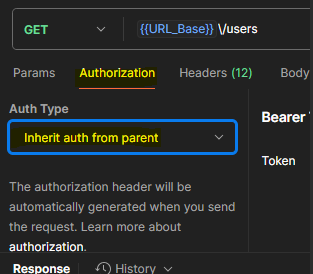 GET {{URL_Base}} \/users
Params Authorization Headers (12) Body
Auth Type
Inherit auth from parent
Bearer
Token
The authorization header will be
automatically generated when you send
the request. Learn more about
authorization.
Response History